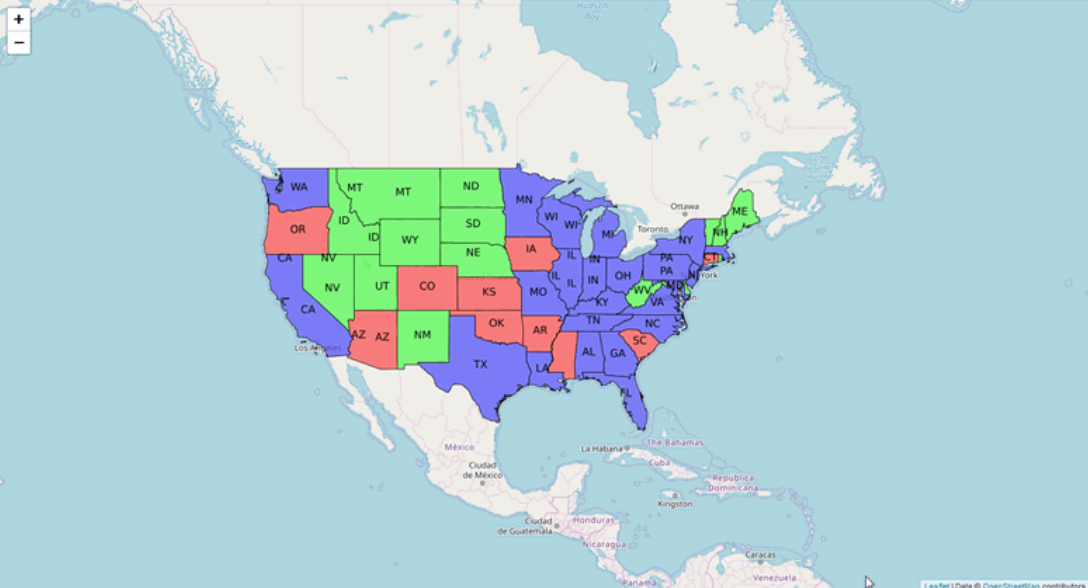 +
−
Hudson
Bay
WA
MT
MT
ND
MN
OR
ID
ID
WY
SD
WI
WI
MI
Ottawa
Toronto
ME
NH
NY
CA
NV
NE
IA
IL
IN
PA
PA
CT
NJ
York
NV
UT
CO
KS
MO
IL
IL
IN
OH
WV
MD
VA
KY
CA
AZ
AZ
NM
OK
AR
TN
NC
SC
Los Angeles
TX
LA
AL
GA
FL
México
Ciudad
de México
La Habana
The Bahamas
Cuba
República
Dominicana
Kingston
Ciudad
de Guatemala
Honduras
Nicaragua
Panamá
Caracas
Venezuela
Leaflet | Data © OpenStreetMap contributors